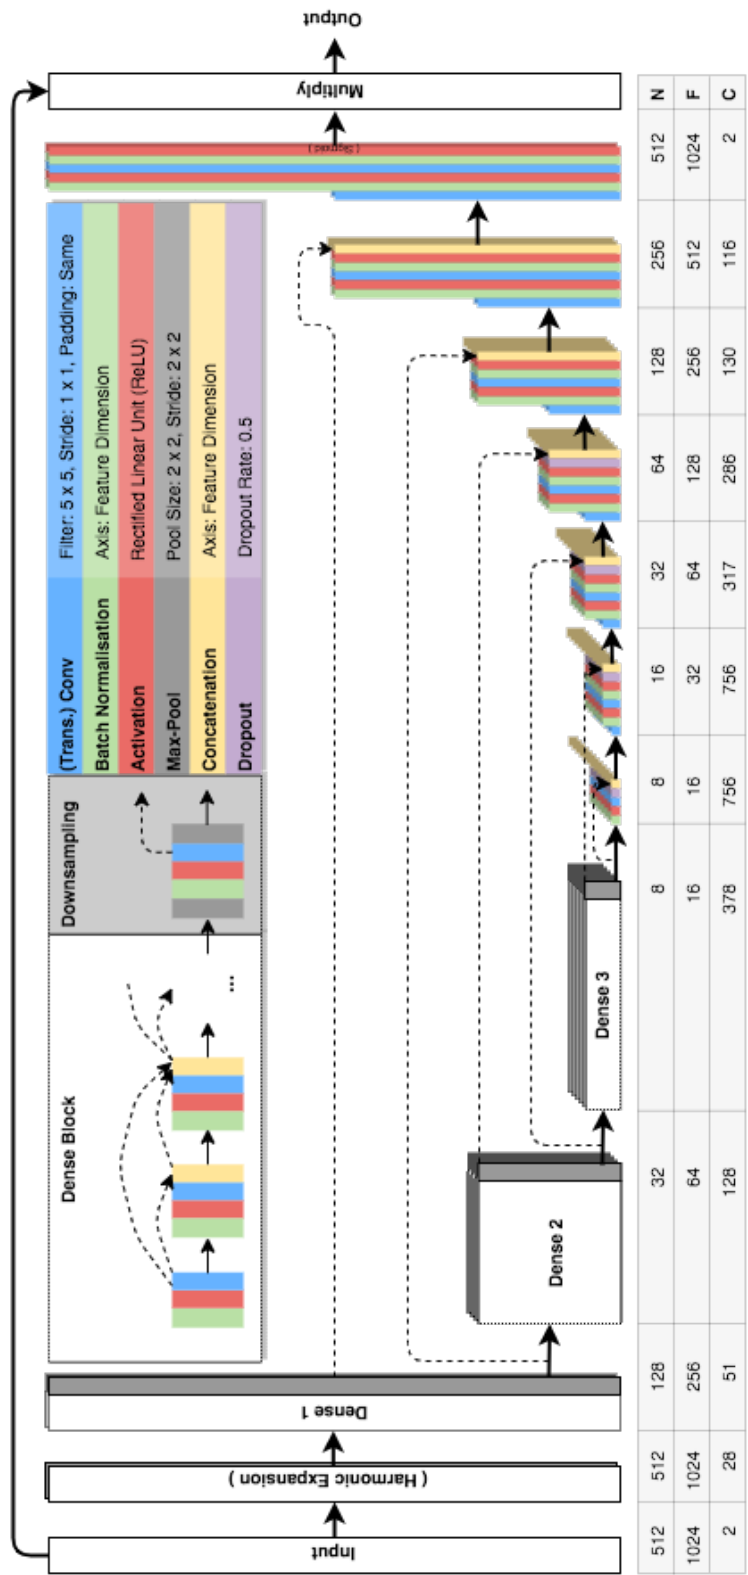 Input
( Harmonic Expansion )
Dense 1
Dense 2
Dense 3
( Sigmoid )
Multiply
Output
Dense Block
...
Downsampling
(Trans.) Conv Filter: 5 x 5, Stride: 1 x 1, Padding: Same
Batch Normalisation Axis: Feature Dimension
Activation Rectified Linear Unit (ReLU)
Max-Pool Pool Size: 2 x 2, Stride: 2 x 2
Concatenation Axis: Feature Dimension
Dropout Dropout Rate: 0.5
512 512 128 32 8 8 16 32 64 128 256 512 N
1024 1024 256 64 16 16 32 64 128 256 512 1024 F
2 28 51 128 378 756 756 317 286 130 116 2 C